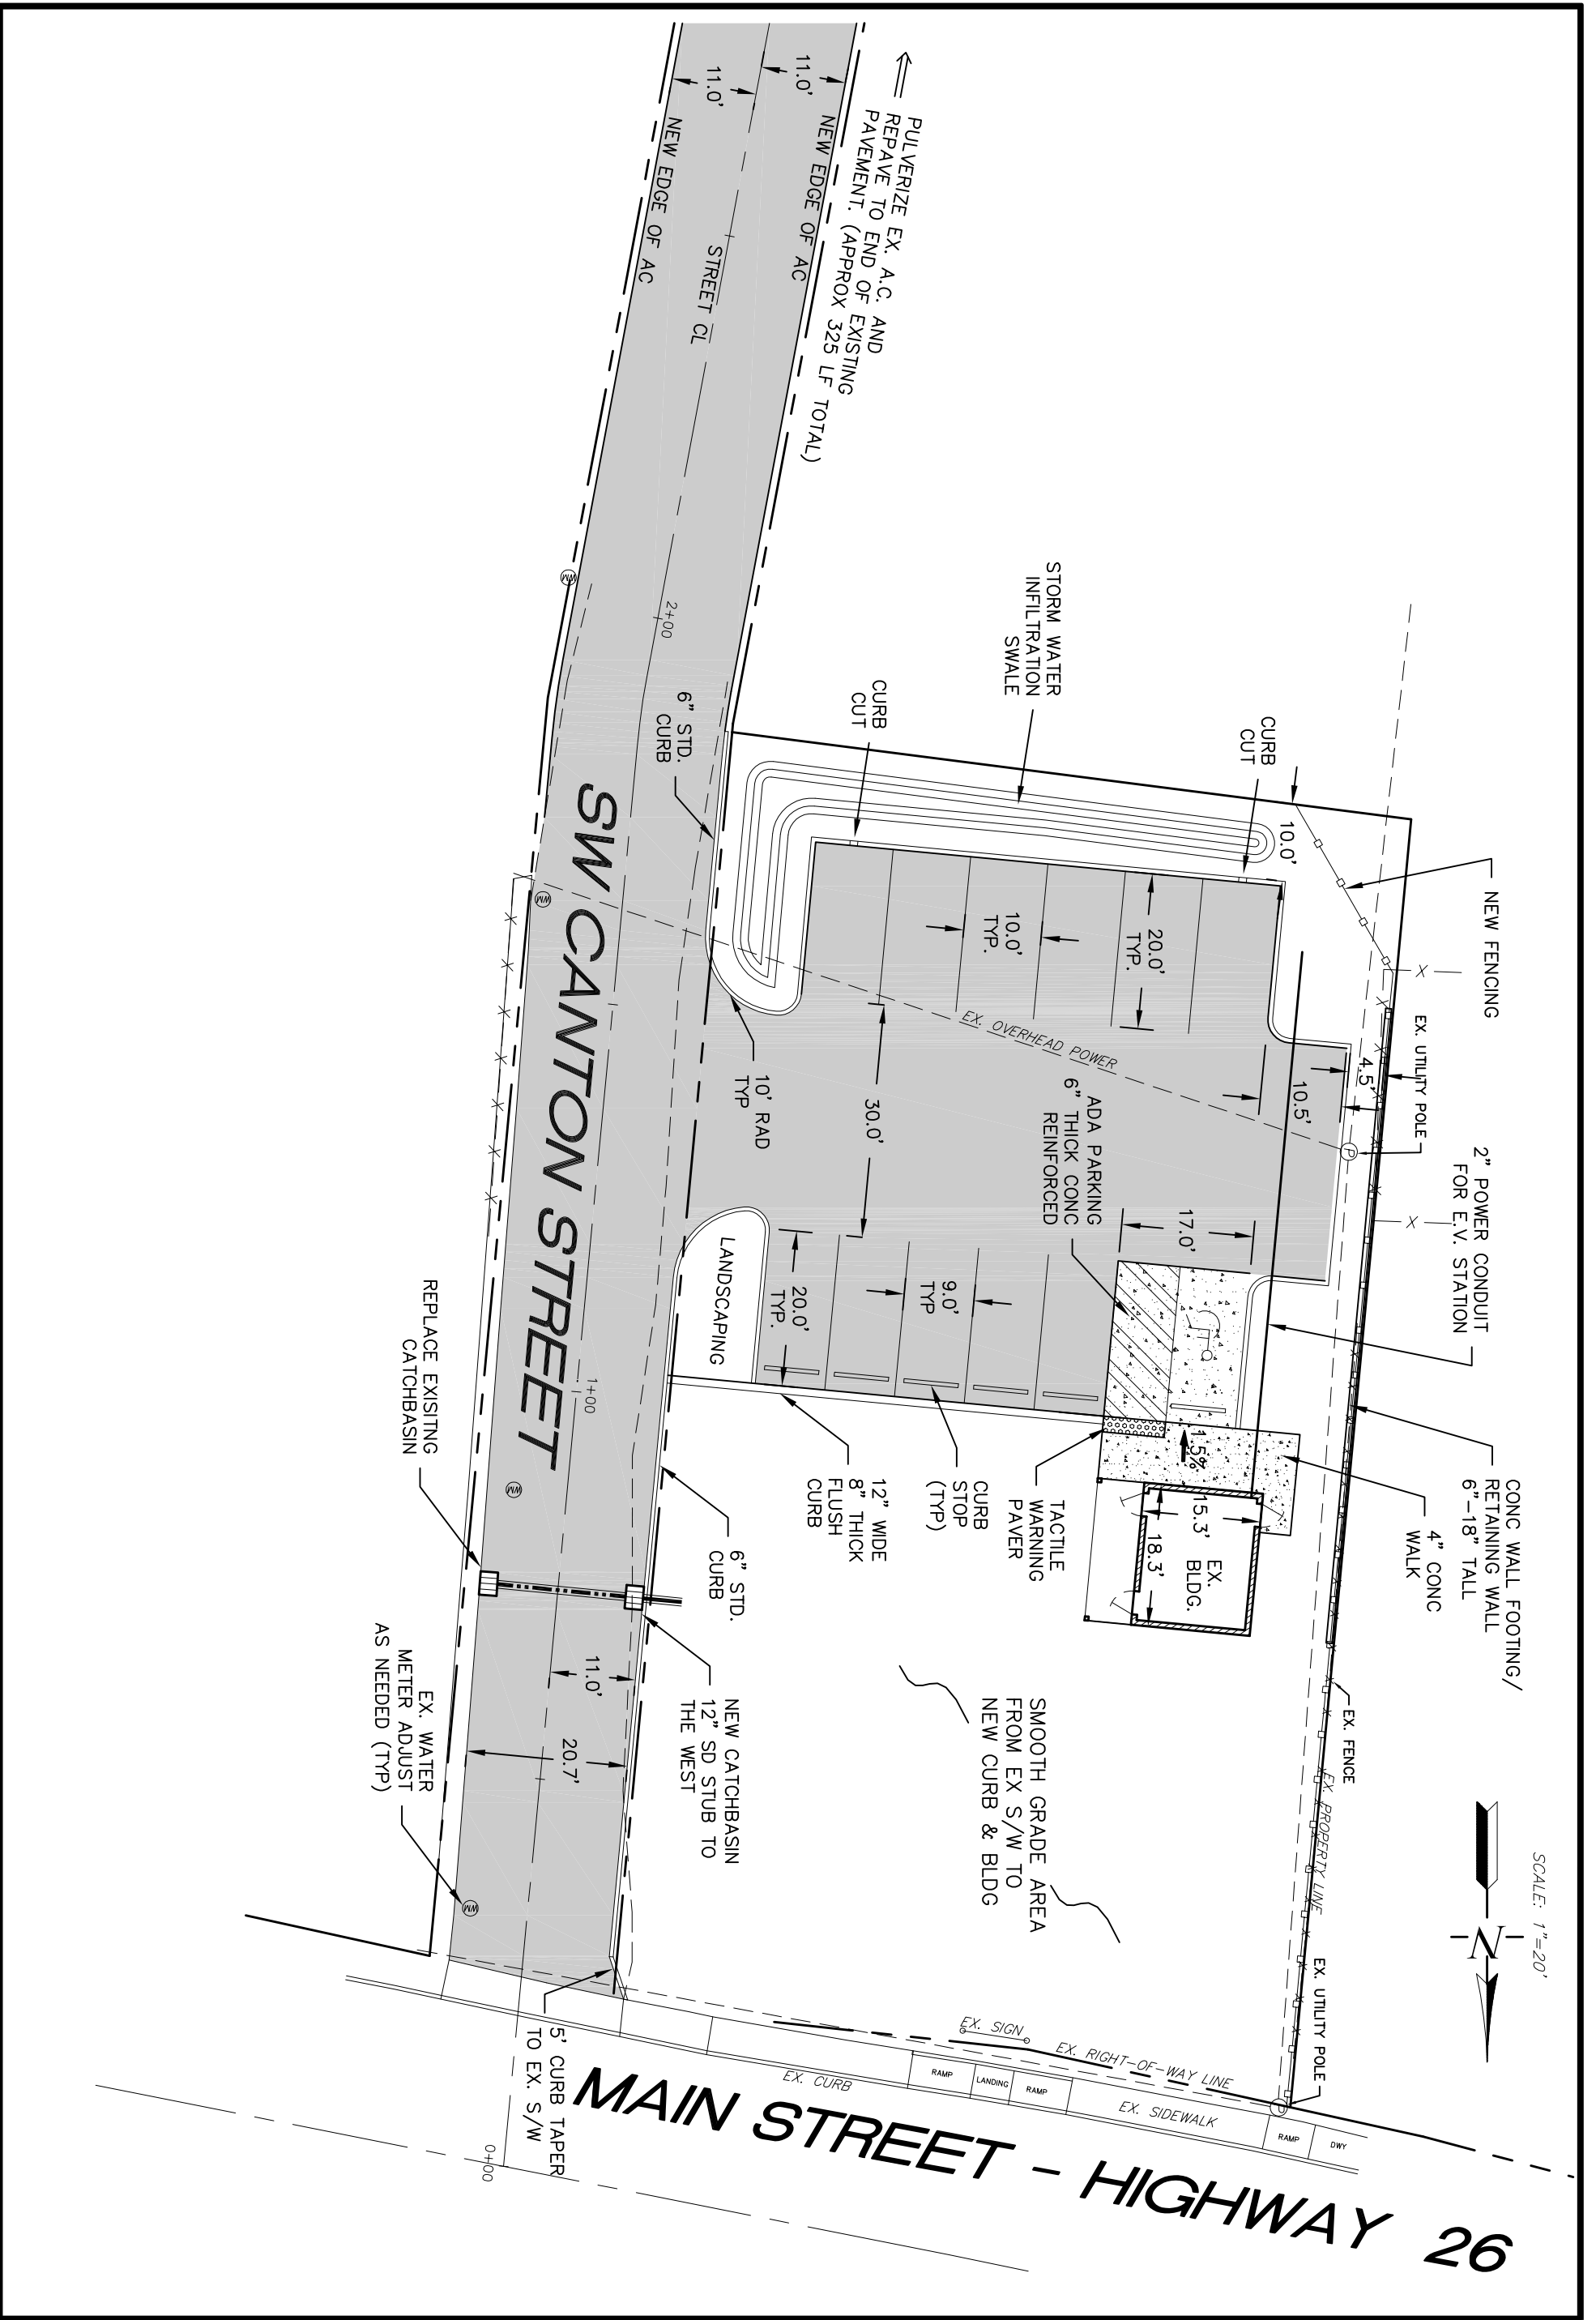 SCALE: 1"=20'
N
NEW FENCING
EX. UTILITY POLE
2" POWER CONDUIT
FOR E.V. STATION
CONC WALL FOOTING/
RETAINING WALL
6"-18" TALL
4" CONC
WALK
EX. FENCE
EX. PROPERTY LINE
EX. UTILITY POLE
P
P
X
X
CURB
CUT
10.0'
4.5'
10.5'
STORM WATER
INFILTRATION
SWALE
CURB
CUT
20.0'
TYP.
10.0'
TYP.
EX. OVERHEAD POWER
ADA PARKING
6" THICK CONC
REINFORCED
17.0'
1.5%
15.3'
18.3'
EX.
BLDG.
30.0'
10' RAD
TYP
9.0'
TYP
20.0'
TYP.
LANDSCAPING
TACTILE
WARNING
PAVER
CURB
STOP
(TYP)
12" WIDE
8" THICK
FLUSH
CURB
6" STD.
CURB
SMOOTH GRADE AREA
FROM EX S/W TO
NEW CURB & BLDG
NEW CATCHBASIN
12" SD STUB TO
THE WEST
PULVERIZE EX. A.C. AND
REPAVE TO END OF EXISTING
PAVEMENT. (APPROX 325 LF TOTAL)
11.0'
11.0'
NEW EDGE OF AC
NEW EDGE OF AC
STREET CL
2+00
6" STD.
CURB
SW CANTON STREET
1+00
WM
WM
WM
WM
11.0'
20.7'
REPLACE EXISITING
CATCHBASIN
EX. WATER
METER ADJUST
AS NEEDED (TYP)
5' CURB TAPER
TO EX. S/W
0+00
EX. SIGN
EX. RIGHT-OF-WAY LINE
EX. CURB
RAMP
LANDING
RAMP
EX. SIDEWALK
RAMP
DWY
MAIN STREET - HIGHWAY 26